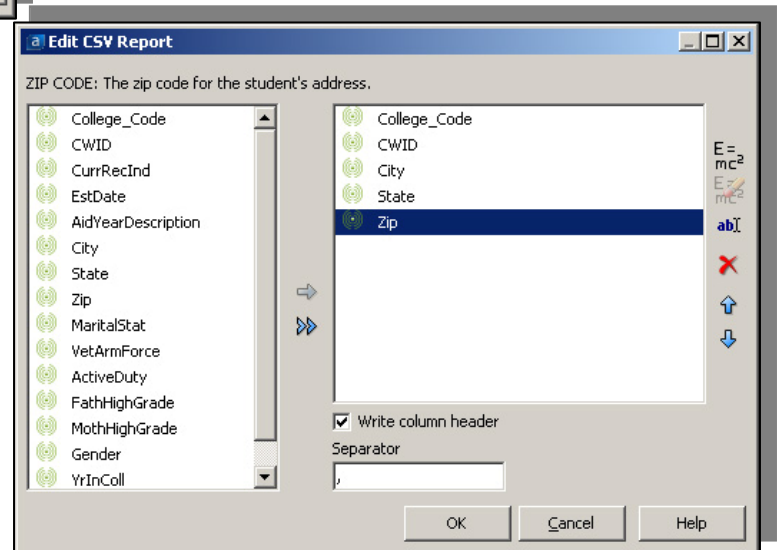 a Edit CSV Report
ZIP CODE: The zip code for the student's address.
College_Code
CWID
CurrRecInd
EstDate
AidYearDescription
City
State
Zip
MaritalStat
VetArmForce
ActiveDuty
FathHighGrade
MothHighGrade
Gender
YrInColl
College_Code
CWID
City
State
Zip
E=
mc²
E=
mc²
ab
Write column header
Separator
,
OK
Cancel
Help